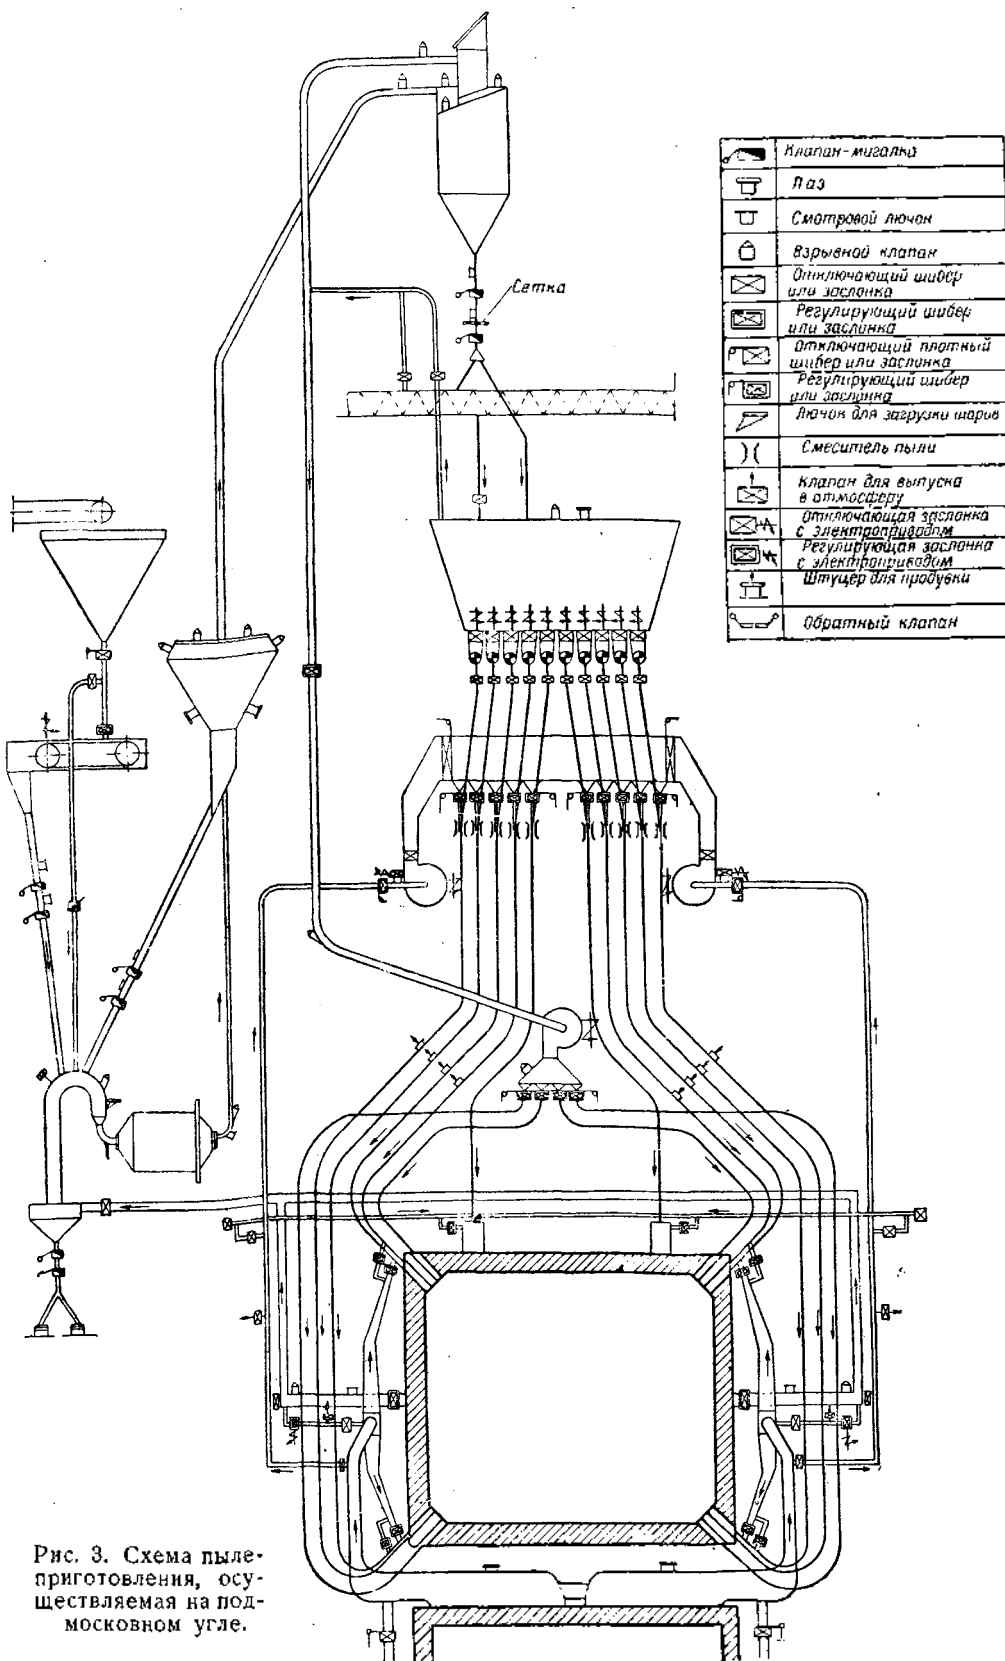 Сетка
Клапан-мигалка
Лаз
Смотровой лючок
Взрывной клапан
Отключающий шибер
или заслонка
Регулирующий шибер
или заслонка
Отключающий плотный
шибер или заслонка
Регулирующий шибер
или заслонка
Лючок для загрузки шаров
Смеситель пыли
Клапан для выпуска
в атмосферу
Отключающая заслонка
с электроприводом
Регулирующая заслонка
с электроприводом
Штуцер для продувки
Обратный клапан
Рис. 3. Схема пыле-
приготовления, осу-
ществляемая на под-
московном угле.